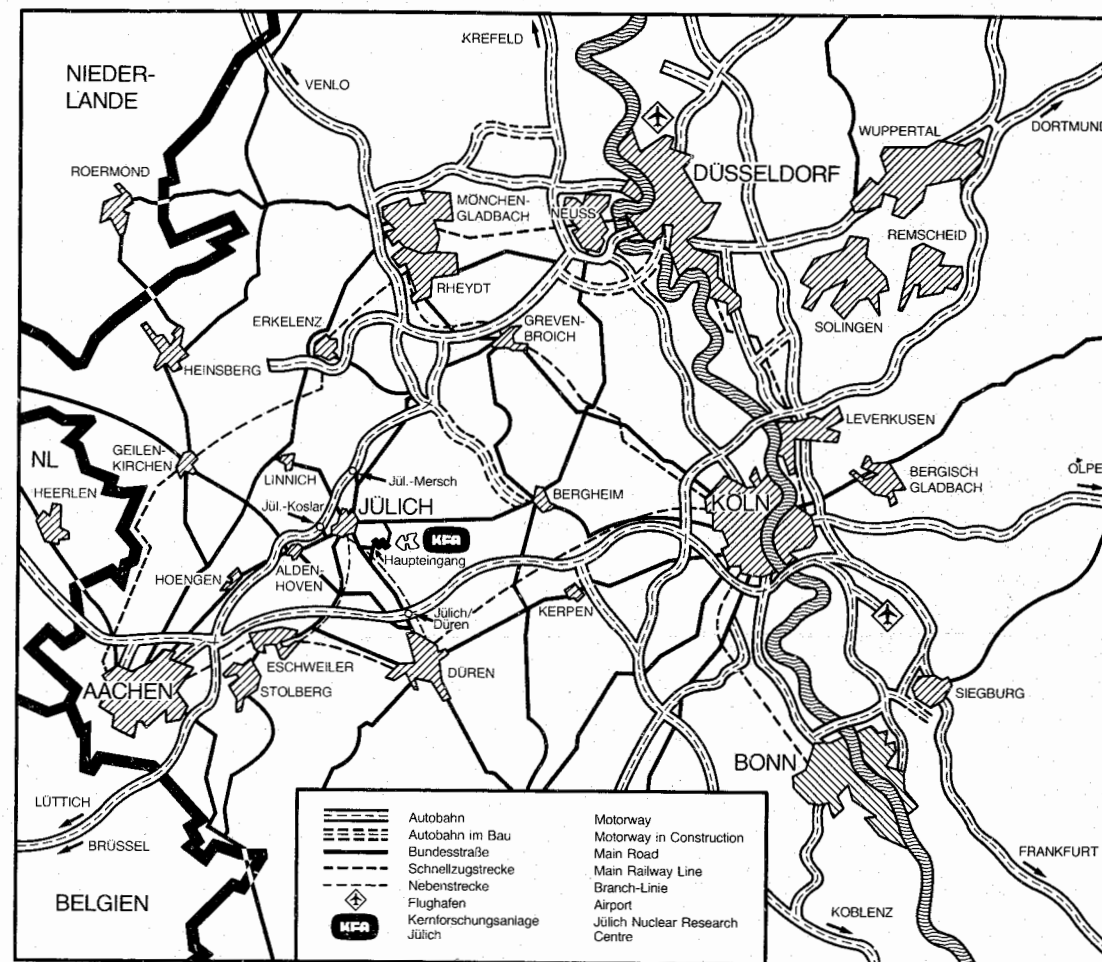 KREFELD
NIEDER-
LANDE
VENLO
DORTMUND
WUPPERTAL
ROERMOND
DÜSSELDORF
MÖNCHEN-
GLADBACH
NEUSS
REMSCHEID
RHEYDT
ERKELENZ
GREVEN-
BROICH
SOLINGEN
HEINSBERG
LEVERKUSEN
GEILEN-
KIRCHEN
NL
LINNICH
Jül.-Mersch
BERGISCH
GLADBACH
OLPE
HEERLEN
Jül.-Koslar
JÜLICH
BERGHEIM
KÖLN
KFA
Haupteingang
HOENGEN
ALDEN-
HOVEN
KERPEN
Jülich/
Düren
ESCHWEILER
DÜREN
AACHEN
STOLBERG
SIEGBURG
BONN
LÜTTICH
BRÜSSEL
FRANKFURT
BELGIEN
KOBLENZ
Autobahn Motorway
Autobahn im Bau Motorway in Construction
Bundesstraße Main Road
Schnellzugstrecke Main Railway Line
Nebenstrecke Branch-Linie
Flughafen Airport
KFA Kernforschungsanlage Jülich Nuclear Research
Jülich Centre